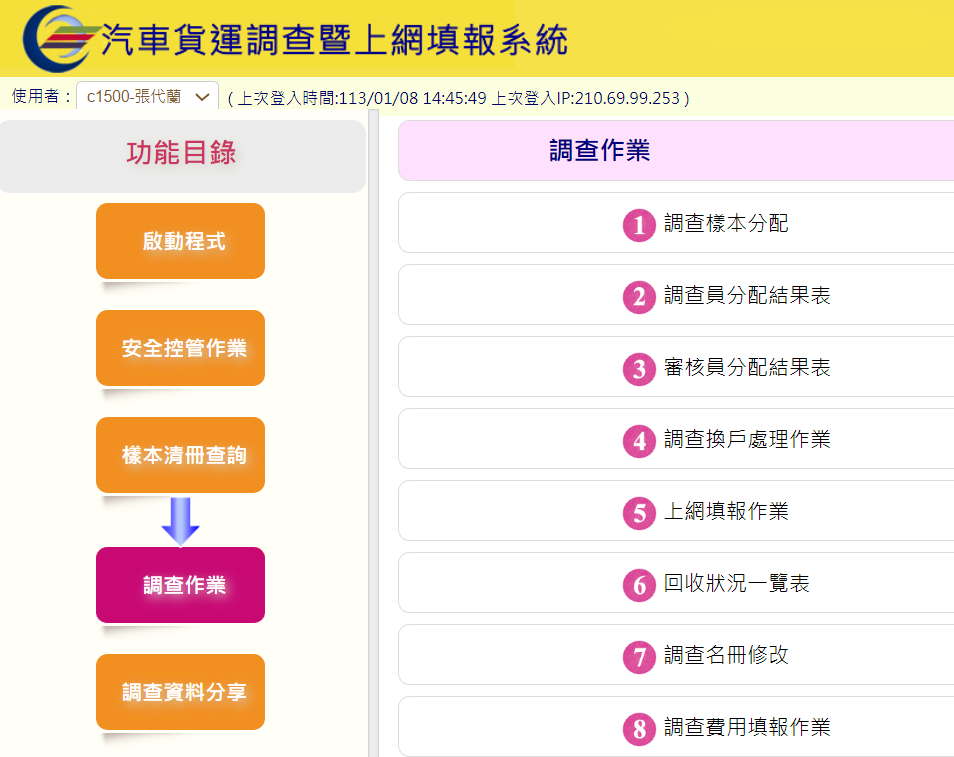 汽車貨運調查暨上網填報系統
使用者： c1500-張代蘭 ( 上次登入時間:113/01/08 14:45:49 上次登入IP:210.69.99.253 )
功能目錄
啟動程式
安全控管作業
樣本清冊查詢
調查作業
調查資料分享
調查作業
1 調查樣本分配
2 調查員分配結果表
3 審核員分配結果表
4 調查換戶處理作業
5 上網填報作業
6 回收狀況一覽表
7 調查名冊修改
8 調查費用填報作業